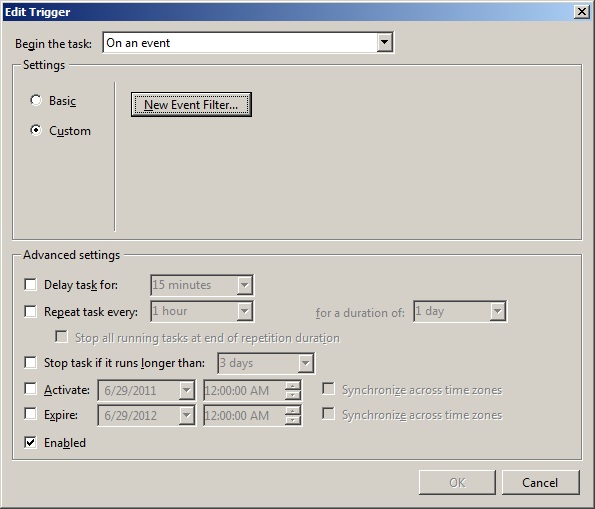 Edit Trigger
Begin the task: On an event
Settings
Basic
New Event Filter...
Custom
Advanced settings
Delay task for: 15 minutes
Repeat task every: 1 hour for a duration of: 1 day
Stop all running tasks at end of repetition duration
Stop task if it runs longer than: 3 days
Activate: 6/29/2011 12:00:00 AM Synchronize across time zones
Expire: 6/29/2012 12:00:00 AM Synchronize across time zones
Enabled
OK Cancel